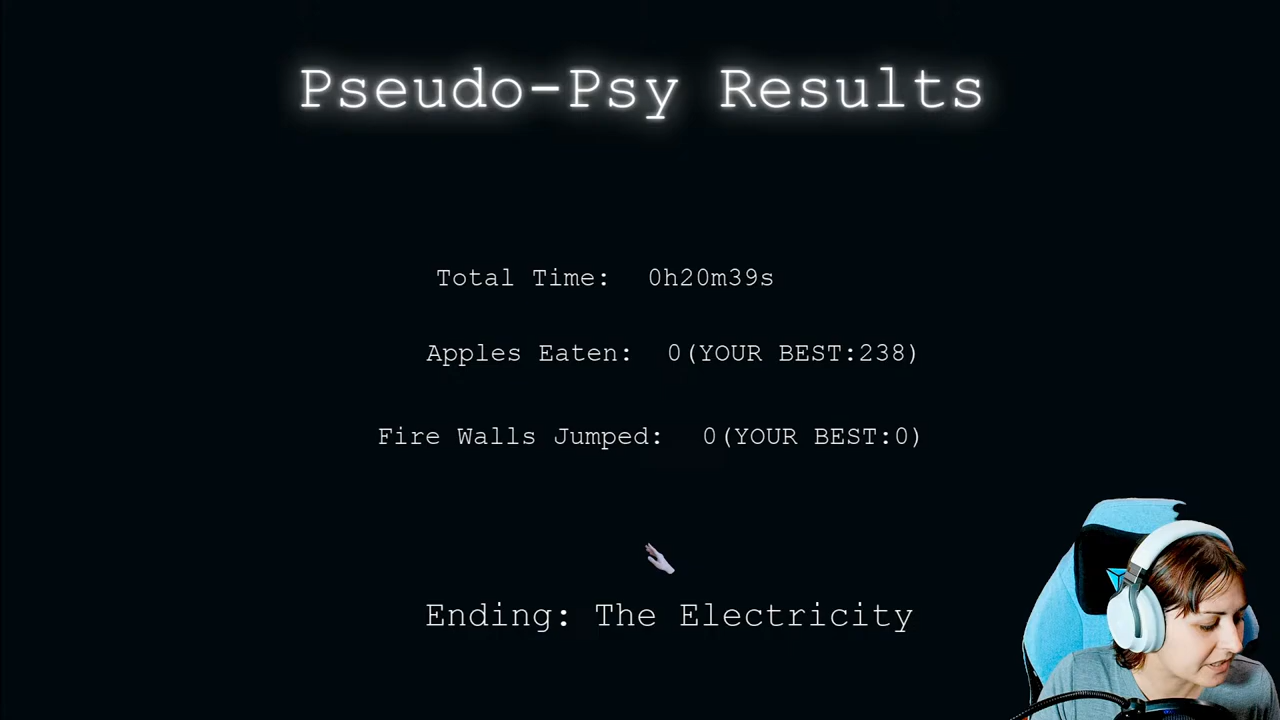 Pseudo-Psy Results
Total Time: 0h20m39s
Apples Eaten: 0(YOUR BEST:238)
Fire Walls Jumped: 0(YOUR BEST:0)
Ending: The Electricity